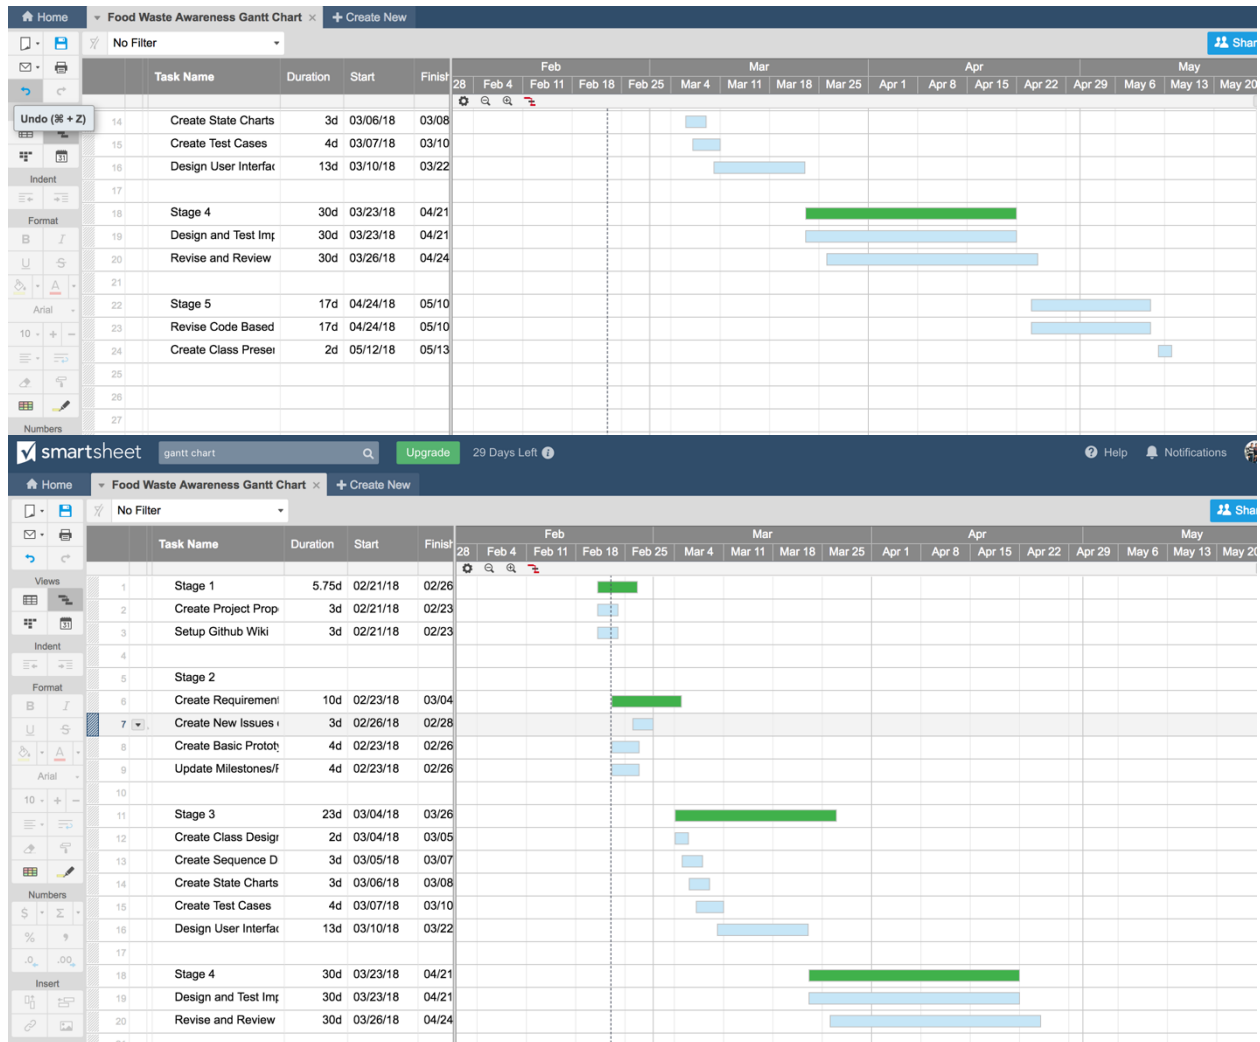 Home Food Waste Awareness Gantt Chart × + Create New
No Filter Shar
Task Name Duration Start Finish Feb Mar Apr May
28 Feb 4 Feb 11 Feb 18 Feb 25 Mar 4 Mar 11 Mar 18 Mar 25 Apr 1 Apr 8 Apr 15 Apr 22 Apr 29 May 6 May 13 May 20
Undo (⌘ + Z)
14 Create State Charts 3d 03/06/18 03/08
15 Create Test Cases 4d 03/07/18 03/10
31
16 Design User Interfac 13d 03/10/18 03/22
Indent
17
18 Stage 4 30d 03/23/18 04/21
Format
B I
19 Design and Test Imp 30d 03/23/18 04/21
U S
20 Revise and Review 30d 03/26/18 04/24
A
21
Arial
22 Stage 5 17d 04/24/18 05/10
10 + −
23 Revise Code Based 17d 04/24/18 05/10
24 Create Class Preser 2d 05/12/18 05/13
25
26
27
Numbers
smartsheet gantt chart Upgrade 29 Days Left Help Notifications
Home Food Waste Awareness Gantt Chart × + Create New
No Filter Shar
Task Name Duration Start Finish Feb Mar Apr May
28 Feb 4 Feb 11 Feb 18 Feb 25 Mar 4 Mar 11 Mar 18 Mar 25 Apr 1 Apr 8 Apr 15 Apr 22 Apr 29 May 6 May 13 May 20
Views
1 Stage 1 5.75d 02/21/18 02/26
2 Create Project Prop 3d 02/21/18 02/23
31
3 Setup Github Wiki 3d 02/21/18 02/23
Indent
4
5 Stage 2
Format
B I
6 Create Requirement 10d 02/23/18 03/04
U S
7 Create New Issues 3d 02/26/18 02/28
A
8 Create Basic Prototy 4d 02/23/18 02/26
Arial
9 Update Milestones/F 4d 02/23/18 02/26
10 + −
10
11 Stage 3 23d 03/04/18 03/26
12 Create Class Design 2d 03/04/18 03/05
13 Create Sequence D 3d 03/05/18 03/07
14 Create State Charts 3d 03/06/18 03/08
Numbers
$ Σ
15 Create Test Cases 4d 03/07/18 03/10
16 Design User Interfac 13d 03/10/18 03/22
% ,
17
.0 .00
18 Stage 4 30d 03/23/18 04/21
Insert
19 Design and Test Imp 30d 03/23/18 04/21
20 Revise and Review 30d 03/26/18 04/24